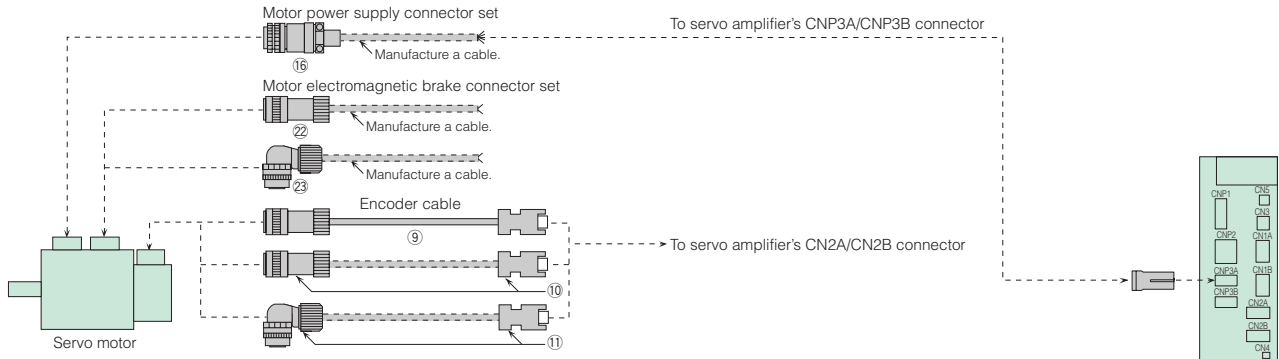 Motor power supply connector set
To servo amplifier's CNP3A/CNP3B connector
Manufacture a cable.
⑯
Motor electromagnetic brake connector set
Manufacture a cable.
㉒
Manufacture a cable.
㉓
Encoder cable
⑨
To servo amplifier's CN2A/CN2B connector
⑩
⑪
Servo motor
CNP1
CN5
CN3
CNP2
CN1A
CNP3A
CN1B
CNP3B
CN2A
CN2B
CN4